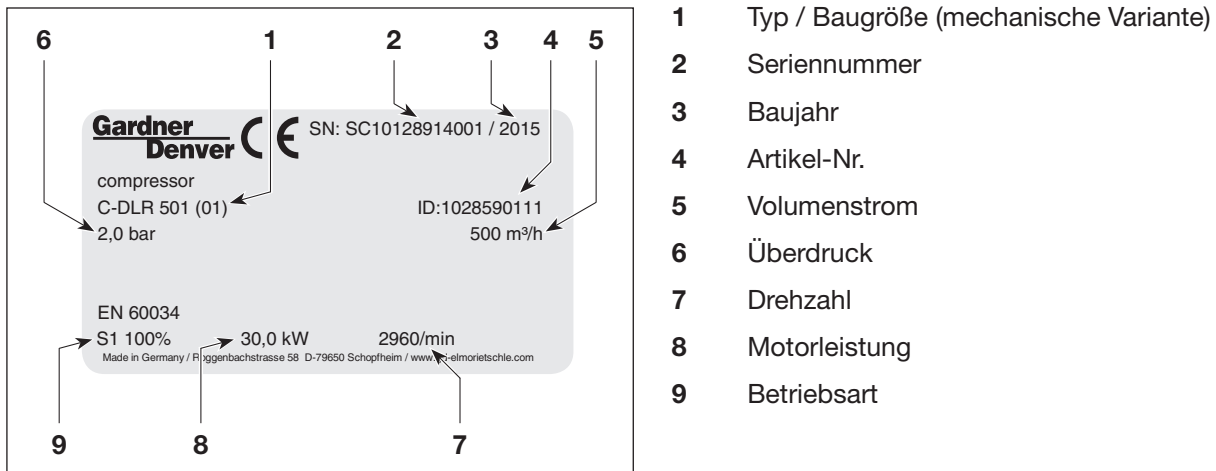 6 1 2 3 4 5
Gardner
Denver
CE
SN: SC10128914001 / 2015
compressor
C-DLR 501 (01) ID:1028590111
2,0 bar 500 m³/h
EN 60034
S1 100% 30,0 kW 2960/min
Made in Germany / Roggenbachstrasse 58 D-79650 Schopfheim
9 8 7
1 Typ / Baugröße (mechanische Variante)
2 Seriennummer
3 Baujahr
4 Artikel-Nr.
5 Volumenstrom
6 Überdruck
7 Drehzahl
8 Motorleistung
9 Betriebsart